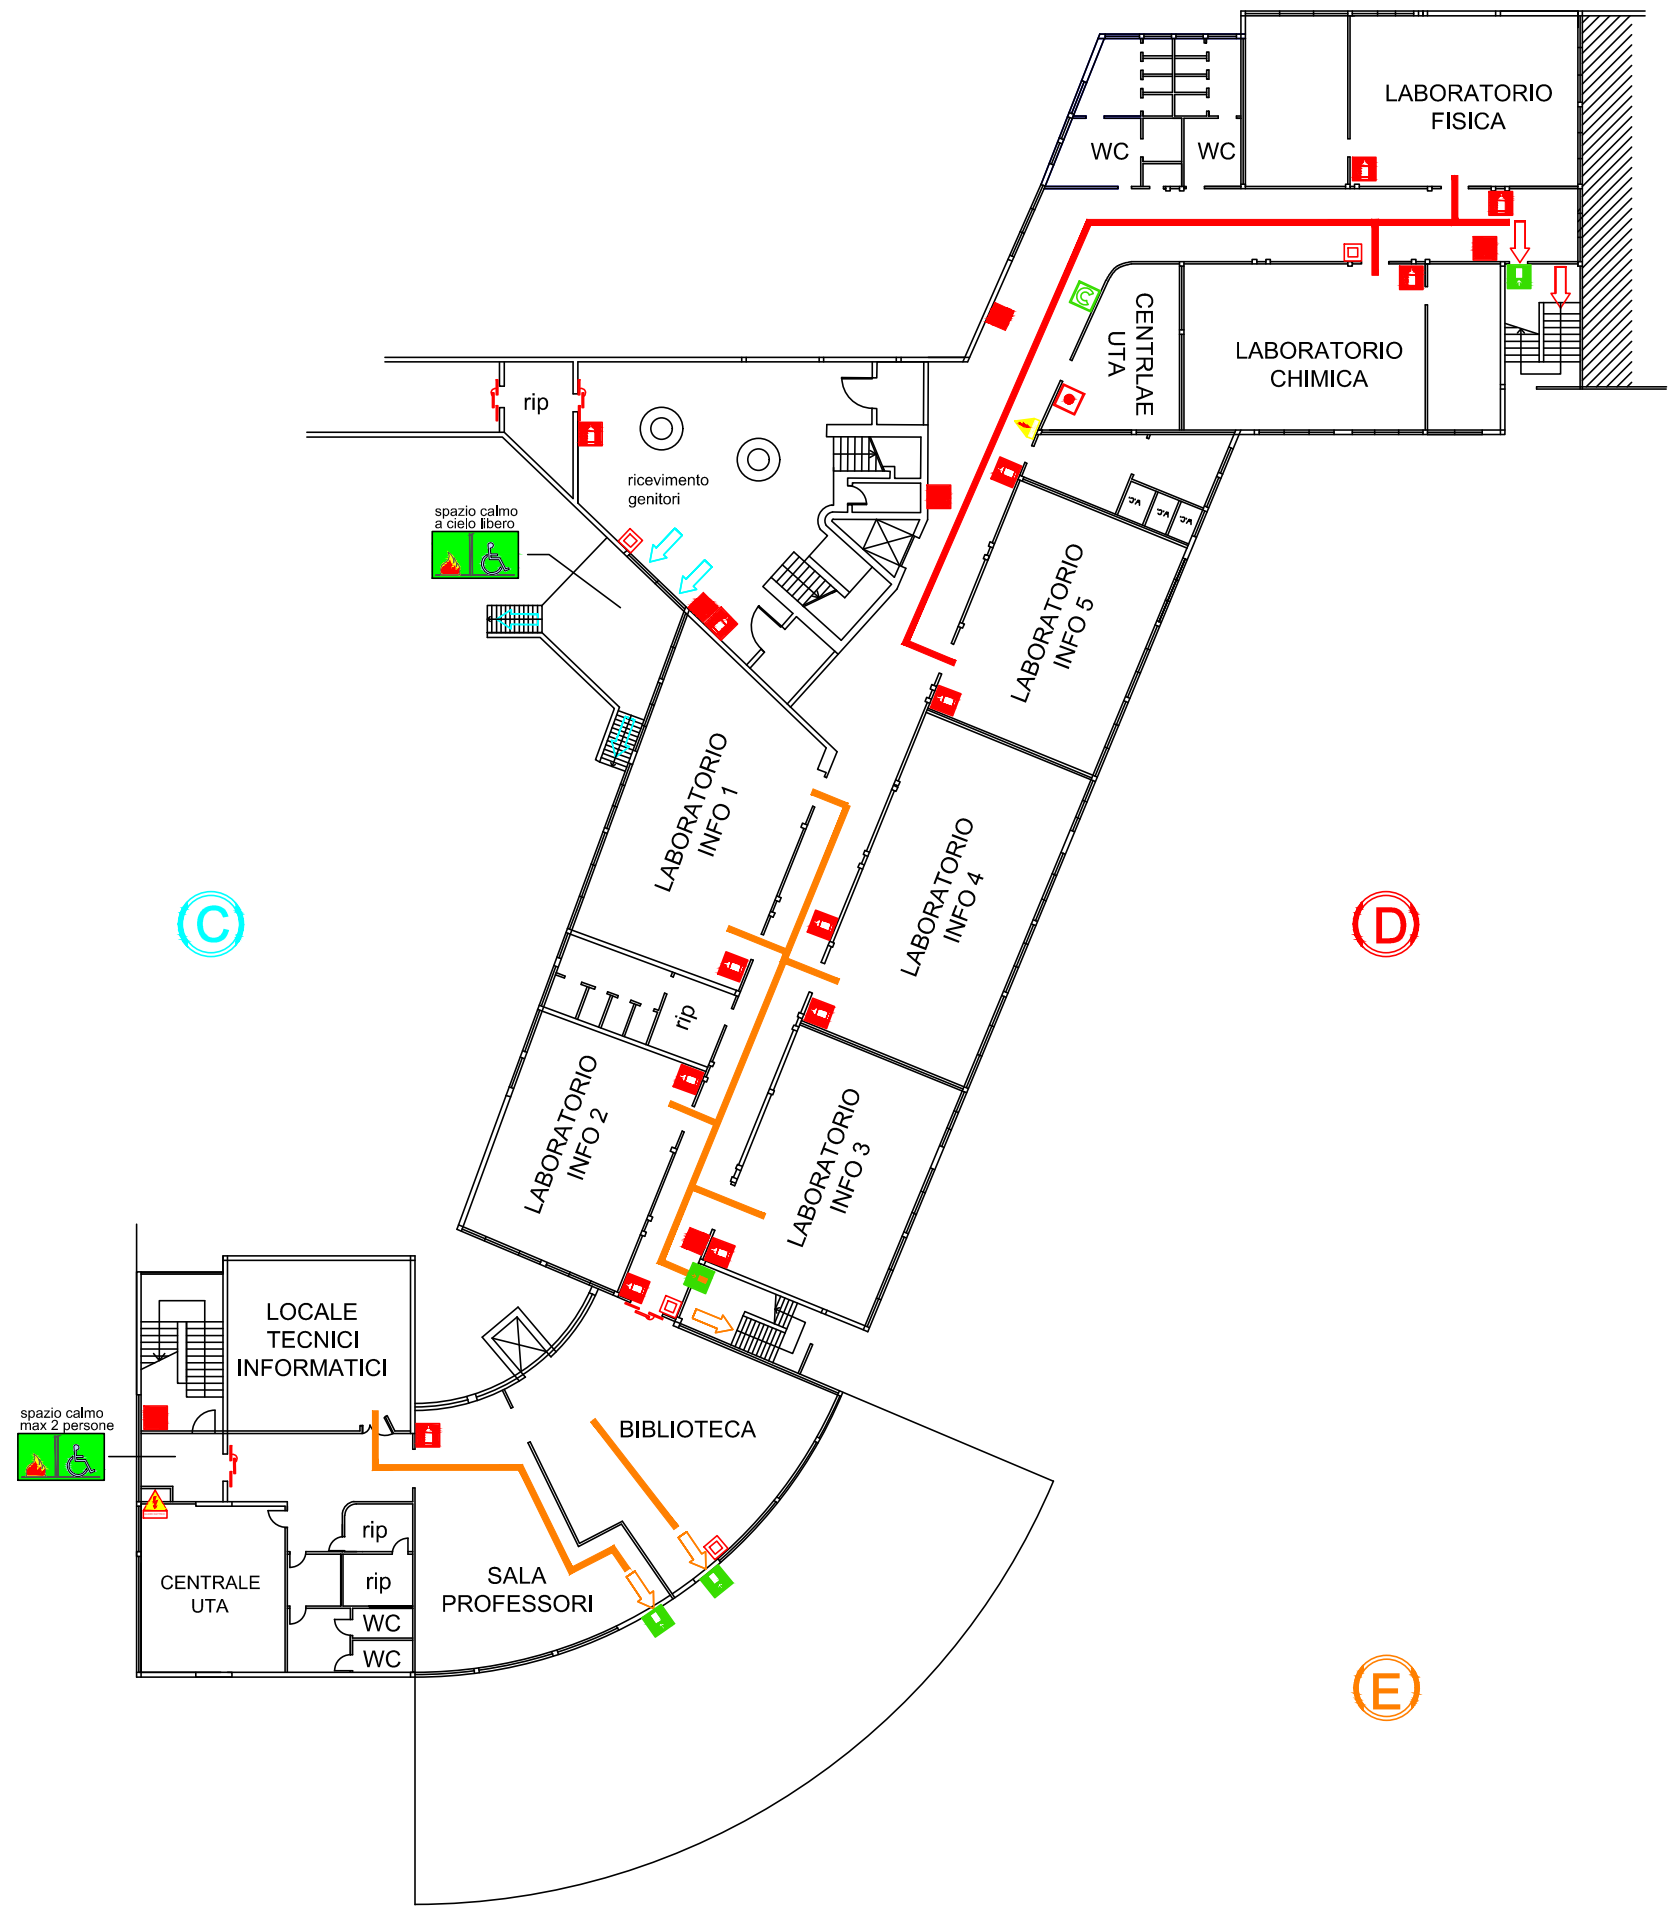 LABORATORIO
FISICA
WC
WC
CENTRLAE
UTA
LABORATORIO
CHIMICA
rip
ricevimento
genitori
spazio calmo
a cielo libero
LABORATORIO
INFO 5
LABORATORIO
INFO 1
LABORATORIO
INFO 4
C
D
rip
LABORATORIO
INFO 2
LABORATORIO
INFO 3
LOCALE
TECNICI
INFORMATICI
BIBLIOTECA
spazio calmo
max 2 persone
rip
CENTRALE
UTA
rip
SALA
PROFESSORI
WC
WC
E